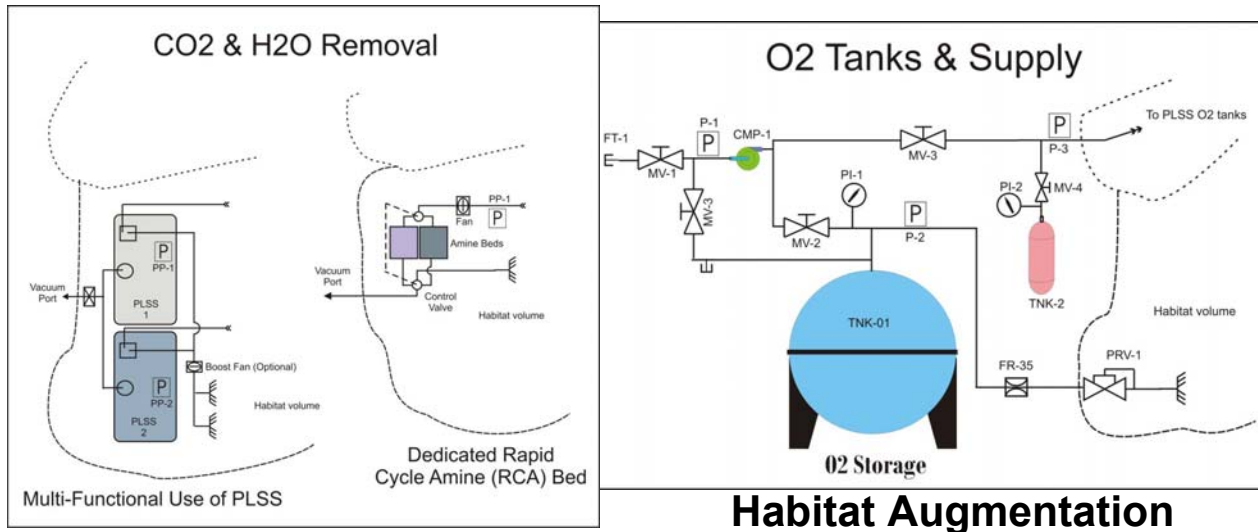 CO2 & H2O Removal
PP-1
Vacuum
Port
PLSS
1
PP-2
PLSS
2
Boost Fan (Optional)
Habitat volume
Multi-Functional Use of PLSS
PP-1
P
Fan
Amine Beds
Vacuum
Port
Control
Valve
Habitat volume
Dedicated Rapid
Cycle Amine (RCA) Bed
P
P
O2 Tanks & Supply
FT-1
MV-1
P-1
P
CMP-1
MV-3
MV-3
P
P-3
To PLSS O2 tanks
PI-1
MV-2
P
P-2
PI-2
MV-4
TNK-2
TNK-01
Habitat volume
FR-35
PRV-1
O2 Storage
Habitat Augmentation